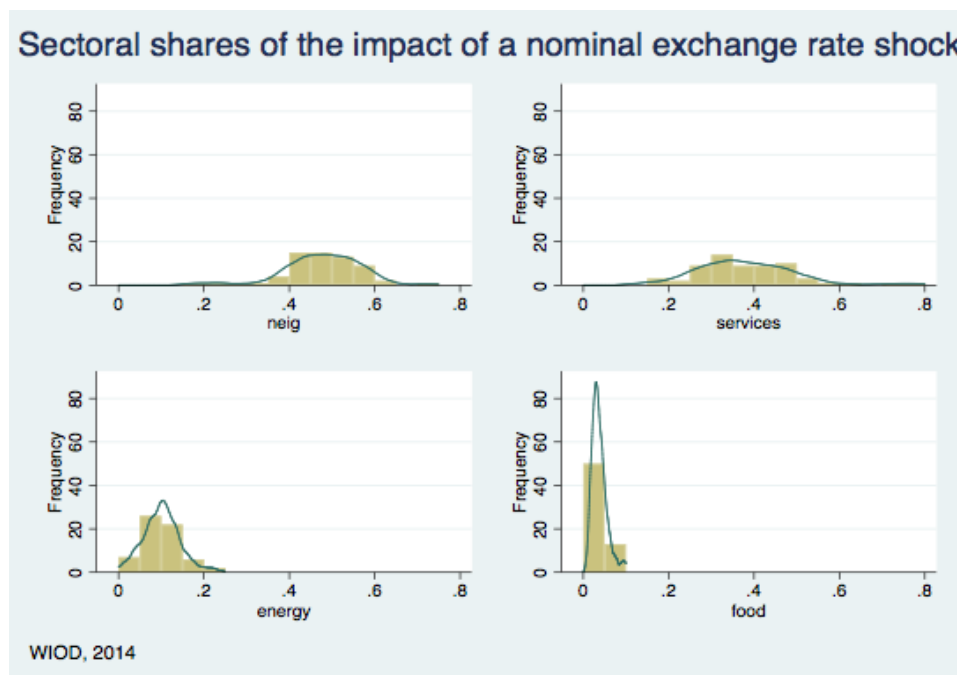 Sectoral shares of the impact of a nominal exchange rate shock
Frequency
0 20 40 60 80
0 .2 .4 .6 .8
neig
Frequency
0 20 40 60 80
0 .2 .4 .6 .8
services
Frequency
0 20 40 60 80
0 .2 .4 .6 .8
energy
Frequency
0 20 40 60 80
0 .2 .4 .6 .8
food
WIOD, 2014